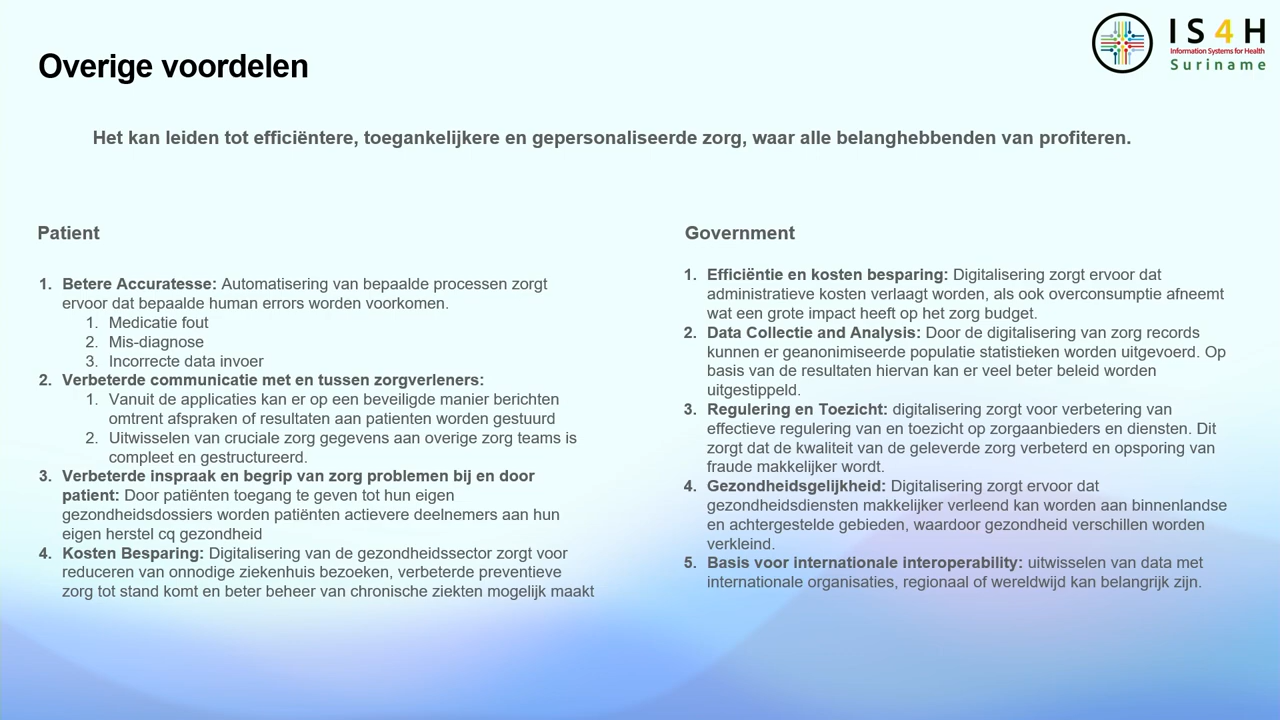 Overige voordelen
IS4H
Information Systems for Health
Suriname
Het kan leiden tot efficiëntere, toegankelijkere en gepersonaliseerde zorg, waar alle belanghebbenden van profiteren.
Patient
1. Betere Accuratesse: Automatisering van bepaalde processen zorgt
ervoor dat bepaalde human errors worden voorkomen.
1. Medicatie fout
2. Mis-diagnose
3. Incorrecte data invoer
2. Verbeterde communicatie met en tussen zorgverleners:
1. Vanuit de applicaties kan er op een beveiligde manier berichten
omtrent afspraken of resultaten aan patienten worden gestuurd
2. Uitwisselen van cruciale zorg gegevens aan overige zorg teams is
compleet en gestructureerd.
3. Verbeterde inspraak en begrip van zorg problemen bij en door
patient: Door patiënten toegang te geven tot hun eigen
gezondheidsdossiers worden patiënten actievere deelnemers aan hun
eigen herstel cq gezondheid
4. Kosten Besparing: Digitalisering van de gezondheidssector zorgt voor
reduceren van onnodige ziekenhuis bezoeken, verbeterde preventieve
zorg tot stand komt en beter beheer van chronische ziekten mogelijk maakt
Government
1. Efficiëntie en kosten besparing: Digitalisering zorgt ervoor dat
administratieve kosten verlaagt worden, als ook overconsumptie afneemt
wat een grote impact heeft op het zorg budget.
2. Data Collectie and Analysis: Door de digitalisering van zorg records
kunnen er geanonimiseerde populatie statistieken worden uitgevoerd. Op
basis van de resultaten hiervan kan er veel beter beleid worden
uitgestippeld.
3. Regulering en Toezicht: digitalisering zorgt voor verbetering van
effectieve regulering van en toezicht op zorgaanbieders en diensten. Dit
zorgt dat de kwaliteit van de geleverde zorg verbeterd en opsporing van
fraude makkelijker wordt.
4. Gezondheidsgelijkheid: Digitalisering zorgt ervoor dat
gezondheidsdiensten makkelijker verleend kan worden aan binnenlandse
en achtergestelde gebieden, waardoor gezondheid verschillen worden
verkleind.
5. Basis voor internationale interoperability: uitwisselen van data met
internationale organisaties, regionaal of wereldwijd kan belangrijk zijn.